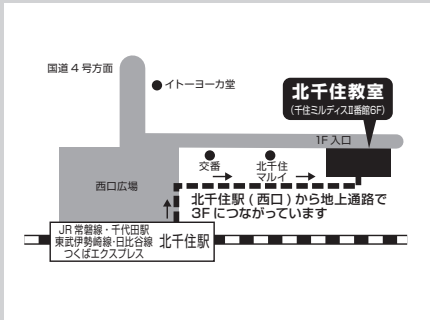 国道4号方面
イトーヨーカ堂
北千住教室
(千住ミルディスⅡ番館6F)
1F入口
交番
北千住
マルイ
西口広場
北千住駅(西口)から地上通路で
3Fにつながっています
JR常磐線・千代田駅
東武伊勢崎線・日比谷線
つくばエクスプレス
北千住駅